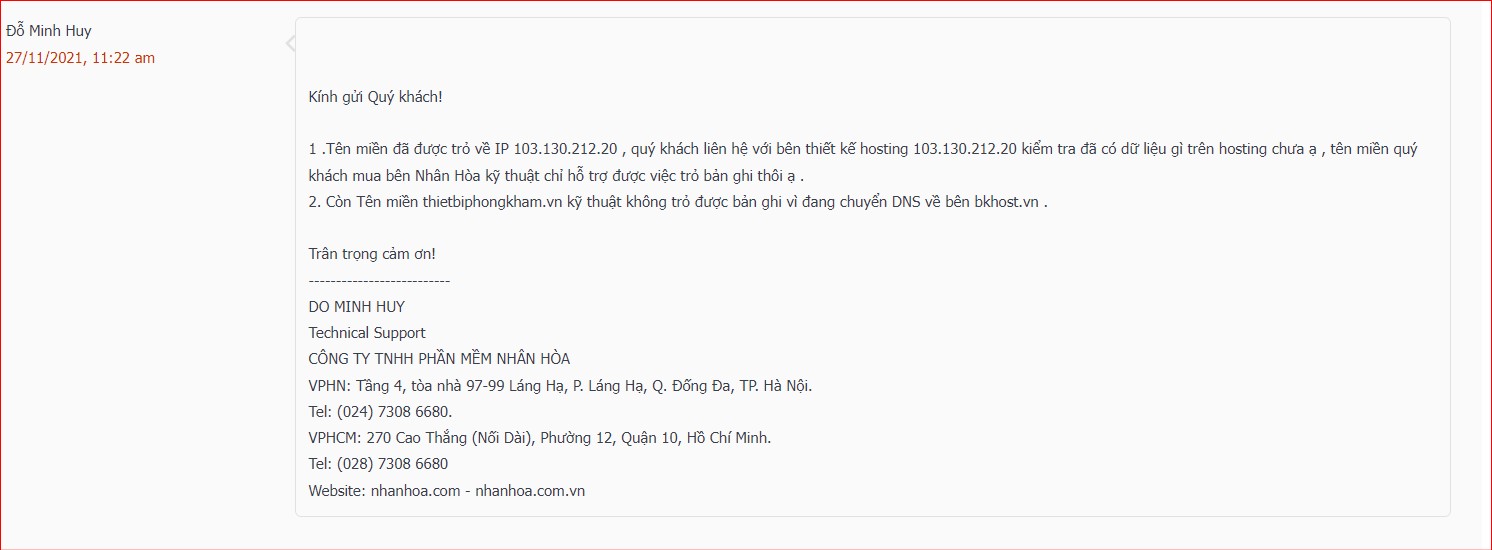 Đỗ Minh Huy
27/11/2021, 11:22 am
Kính gửi Quý khách!
1 .Tên miền đã được trỏ về IP 103.130.212.20 , quý khách liên hệ với bên thiết kế hosting 103.130.212.20 kiểm tra đã có dữ liệu gì trên hosting chưa ạ , tên miền quý
khách mua bên Nhân Hòa kỹ thuật chỉ hỗ trợ được việc trỏ bản ghi thôi ạ .
2. Còn Tên miền thietbiphongkham.vn kỹ thuật không trỏ được bản ghi vì đang chuyển DNS về bên bkhost.vn .
Trân trọng cảm ơn!
--------------------------
DO MINH HUY
Technical Support
CÔNG TY TNHH PHẦN MỀM NHÂN HÒA
VPHN: Tầng 4, tòa nhà 97-99 Láng Hạ, P. Láng Hạ, Q. Đống Đa, TP. Hà Nội.
Tel: (024) 7308 6680.
VPHCM: 270 Cao Thắng (Nối Dài), Phường 12, Quận 10, Hồ Chí Minh.
Tel: (028) 7308 6680
Website: nhanhoa.com - nhanhoa.com.vn